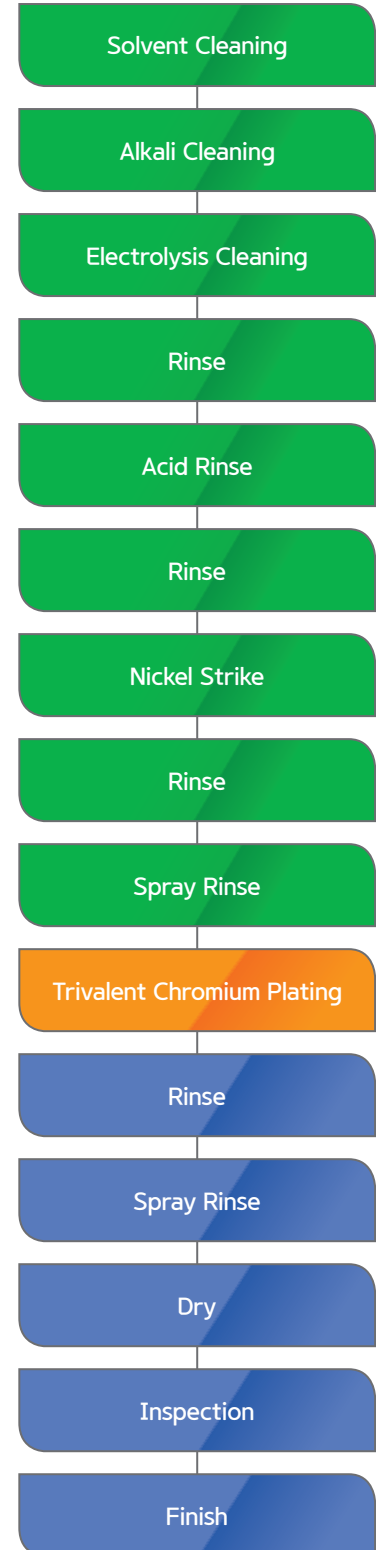 Solvent Cleaning
Alkali Cleaning
Electrolysis Cleaning
Rinse
Acid Rinse
Rinse
Nickel Strike
Rinse
Spray Rinse
Trivalent Chromium Plating
Rinse
Spray Rinse
Dry
Inspection
Finish